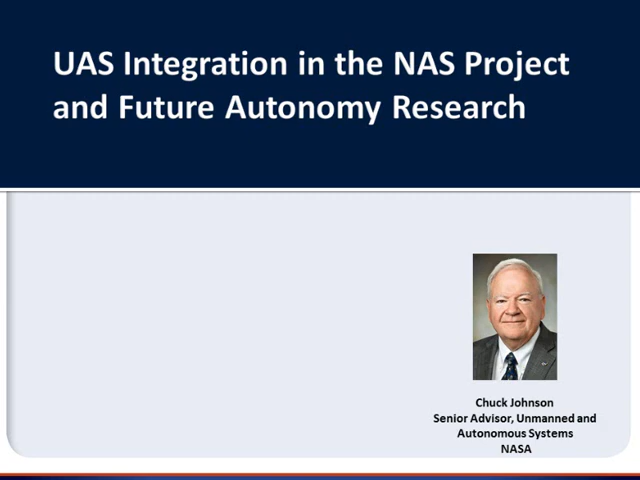 UAS Integration in the NAS Project
and Future Autonomy Research
Chuck Johnson
Senior Advisor, Unmanned and
Autonomous Systems
NASA